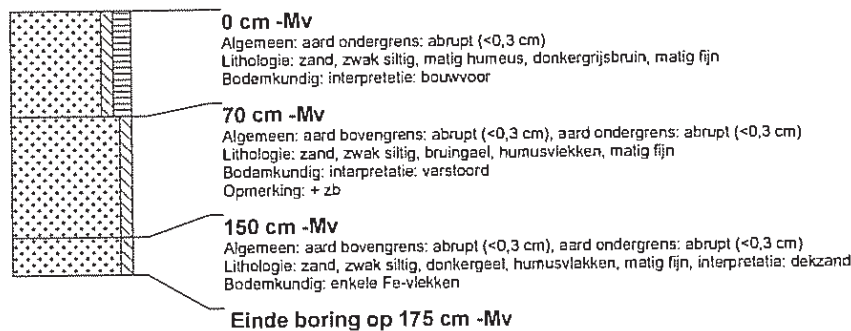 0 cm -Mv
Algemeen: aard ondergrens: abrupt (<0,3 cm)
Lithologie: zand, zwak siltig, matig humeus, donkergrijsbruin, matig fijn
Bodemkundig: interpretatie: bouwvoor
70 cm -Mv
Algemeen: aard bovengrens: abrupt (<0,3 cm), aard ondergrens: abrupt (<0,3 cm)
Lithologie: zand, zwak siltig, bruingeel, humusvlekken, matig fijn
Bodemkundig: interpretatie: verstoord
Opmerking: + zb
150 cm -Mv
Algemeen: aard bovengrens: abrupt (<0,3 cm), aard ondergrens: abrupt (<0,3 cm)
Lithologie: zand, zwak siltig, donkergeel, humusvlekken, matig fijn, interpretatie: dekzand
Bodemkundig: enkele Fe-vlekken
Einde boring op 175 cm -Mv